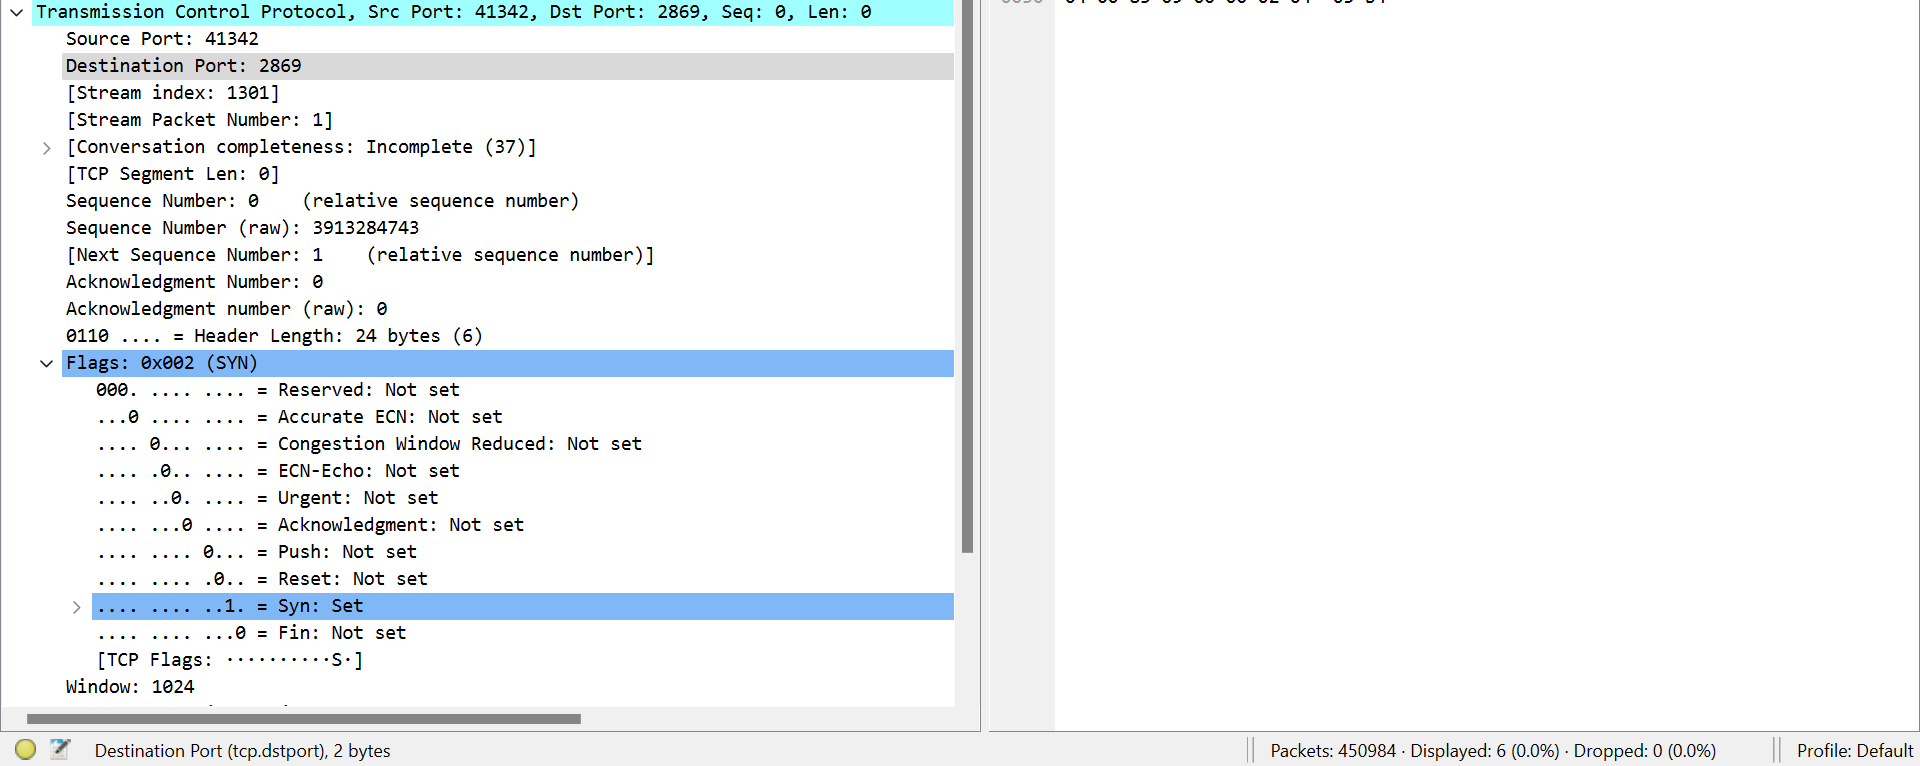 Transmission Control Protocol, Src Port: 41342, Dst Port: 2869, Seq: 0, Len: 0
Source Port: 41342
Destination Port: 2869
[Stream index: 1301]
[Stream Packet Number: 1]
[Conversation completeness: Incomplete (37)]
[TCP Segment Len: 0]
Sequence Number: 0    (relative sequence number)
Sequence Number (raw): 3913284743
[Next Sequence Number: 1    (relative sequence number)]
Acknowledgment Number: 0
Acknowledgment number (raw): 0
0110 .... = Header Length: 24 bytes (6)
Flags: 0x002 (SYN)
000. .... .... = Reserved: Not set
...0 .... .... = Accurate ECN: Not set
.... 0... .... = Congestion Window Reduced: Not set
.... .0.. .... = ECN-Echo: Not set
.... ..0. .... = Urgent: Not set
.... ...0 .... = Acknowledgment: Not set
.... .... 0... = Push: Not set
.... .... .0.. = Reset: Not set
.... .... ..1. = Syn: Set
.... .... ...0 = Fin: Not set
[TCP Flags: ··········S·]
Window: 1024
Destination Port (tcp.dstport), 2 bytes
Packets: 450984 · Displayed: 6 (0.0%) · Dropped: 0 (0.0%)
Profile: Default